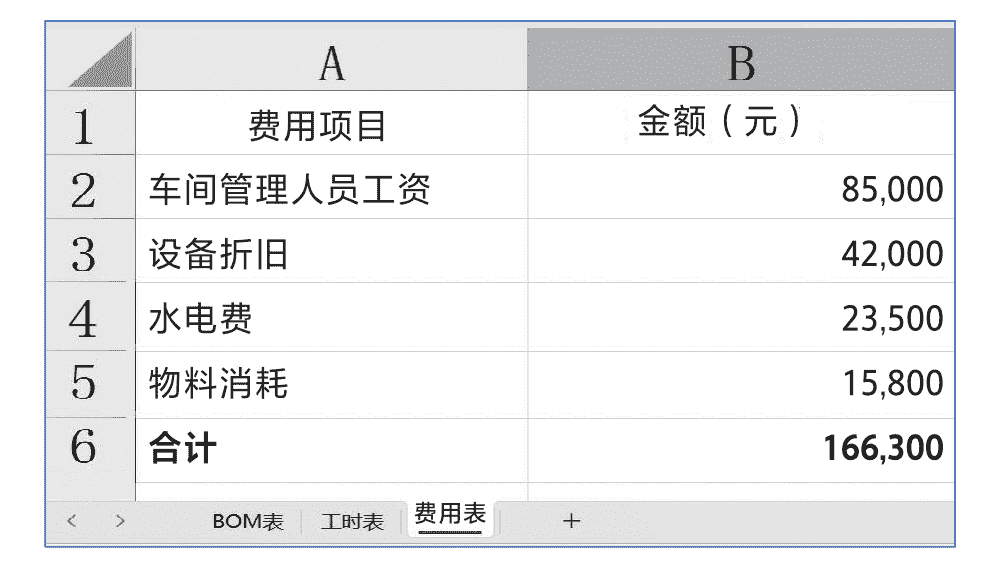 A B
1 费用项目 金额（元）
2 车间管理人员工资 85,000
3 设备折旧 42,000
4 水电费 23,500
5 物料消耗 15,800
6 合计 166,300
< > BOM表 工时表 费用表 +